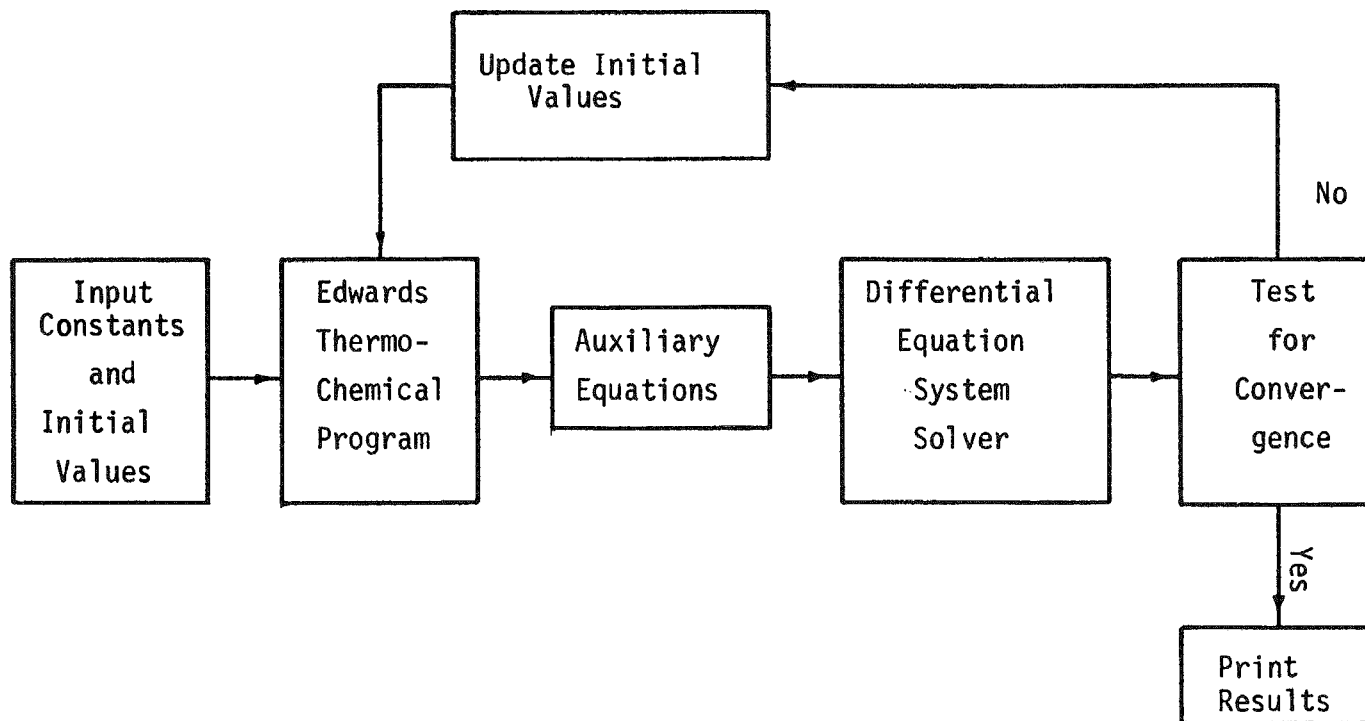 Update Initial
Values
No
Input
Constants
and
Initial
Values
Edwards
Thermo-
Chemical
Program
Auxiliary
Equations
Differential
Equation
System
Solver
Test
for
Conver-
gence
Yes
Print
Results